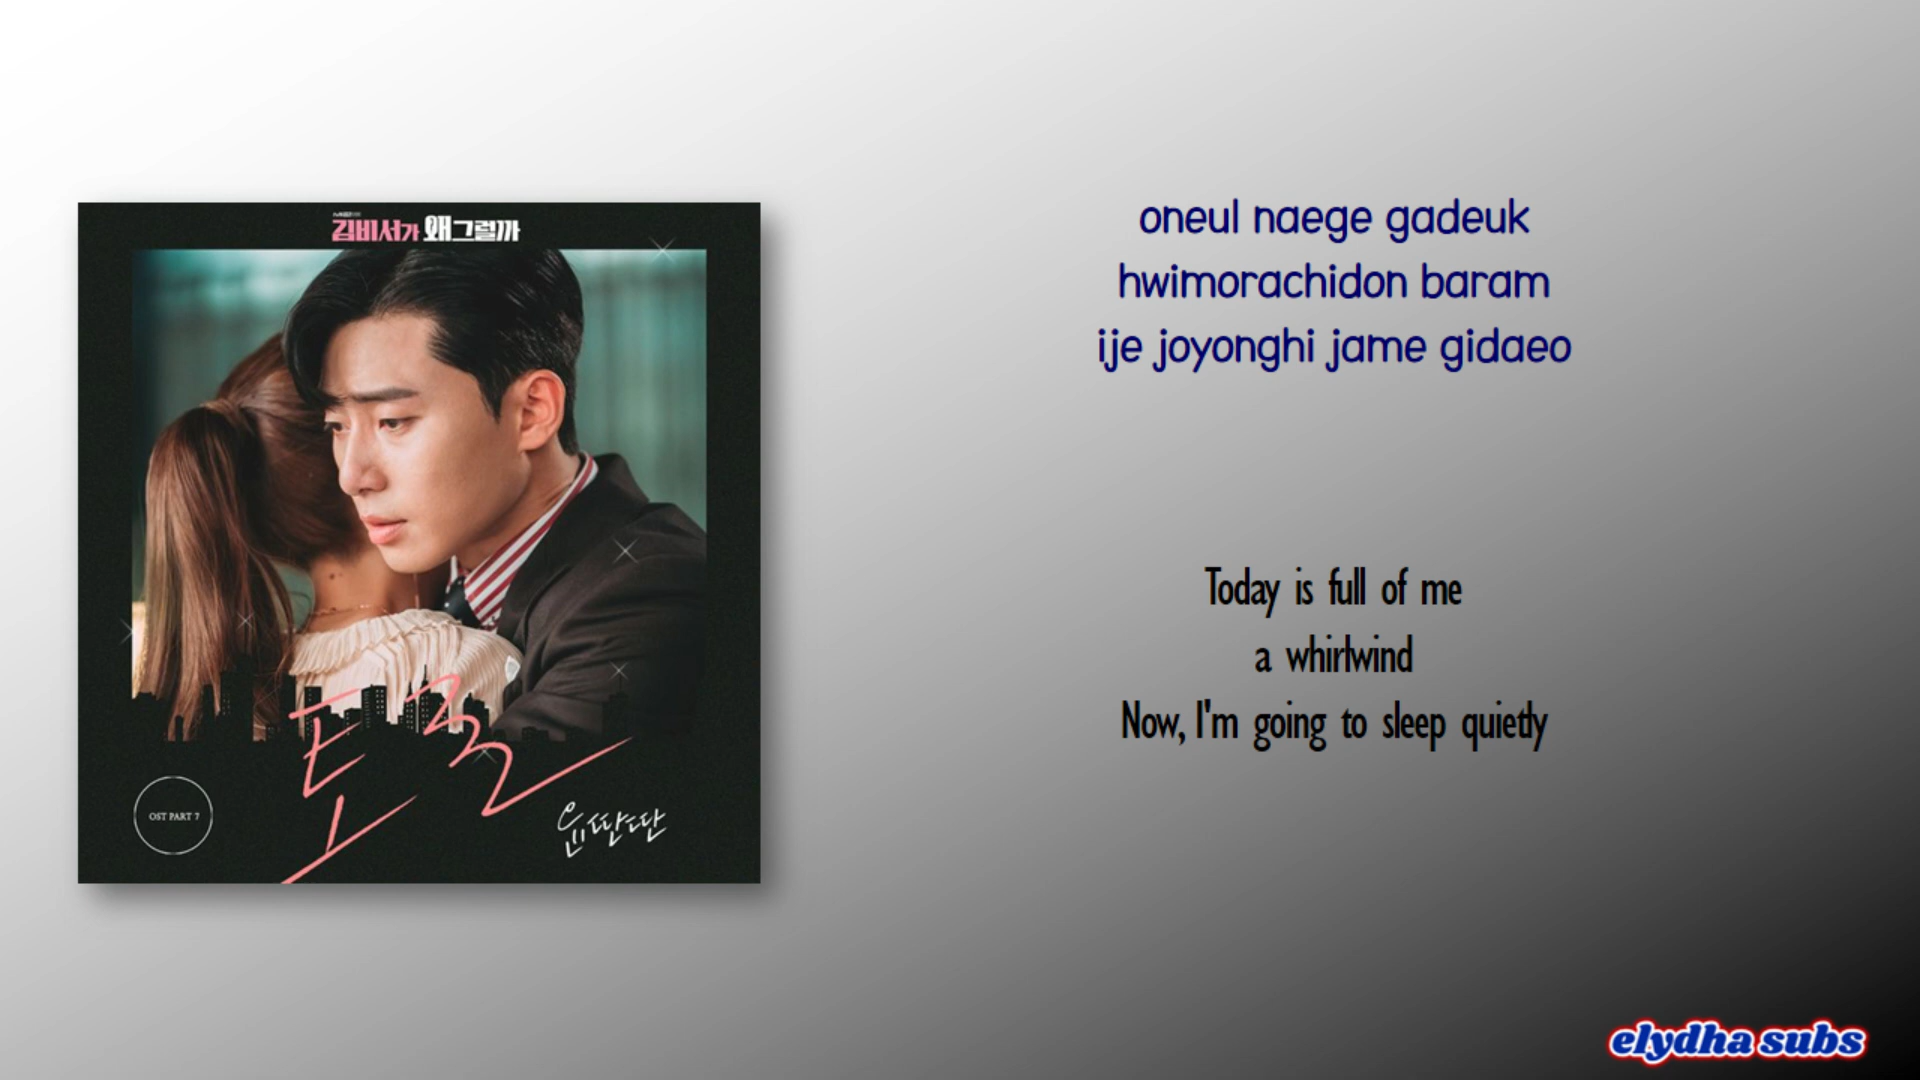 김비서가 왜그럴까
토로
OST PART 7
윤딴딴
oneul naege gadeuk
hwimorachidon baram
ije joyonghi jame gidaeo
Today is full of me
a whirlwind
Now, I'm going to sleep quietly
elydha subs